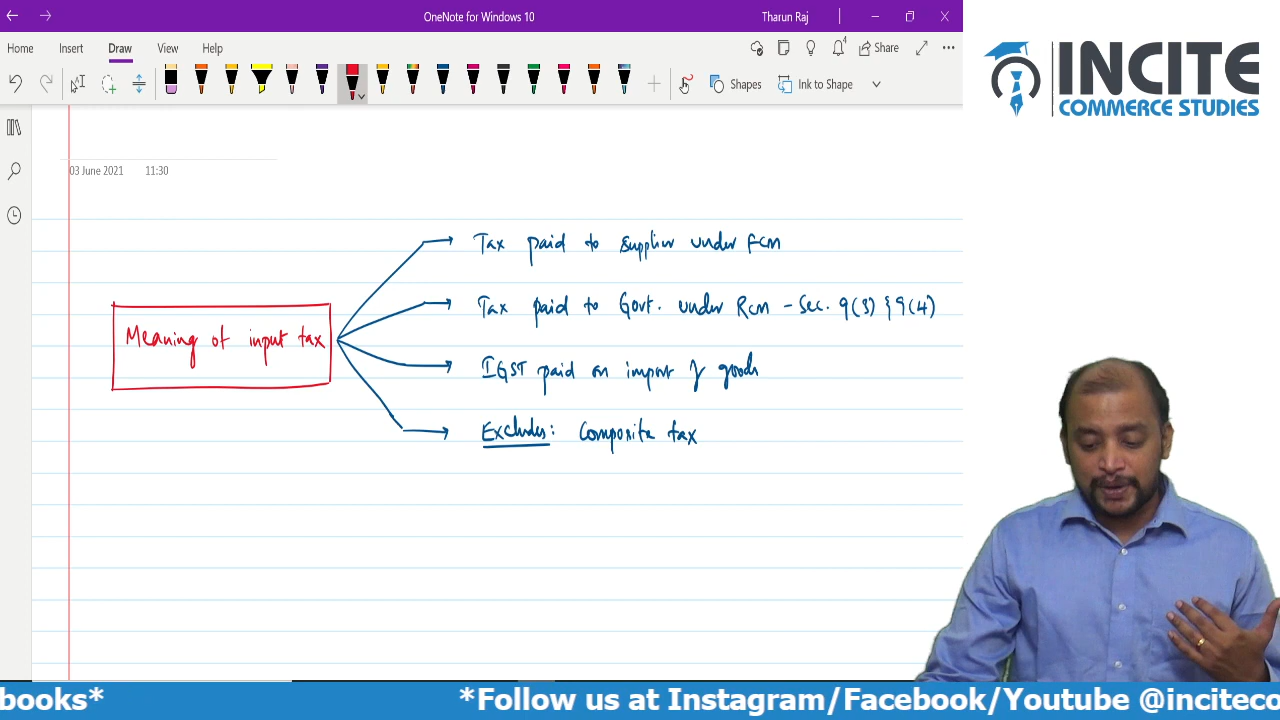 OneNote for Windows 10
Tharun Raj
Home Insert Draw View Help
4
Share
Shapes
Ink to Shape
INCITE
COMMERCE STUDIES
03 June 2021 11:30
Tax paid to supplier under FCM
Tax paid to Govt. under RCM - Sec. 9(3) & 9(4)
Meaning of input tax
IGST paid on import of goods
Excludes: Composite tax
books* *Follow us at Instagram/Facebook/Youtube @inciteco